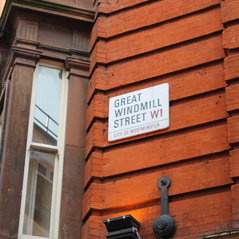 GREAT
WINDMILL
STREET W1
CITY OF WESTMINSTER